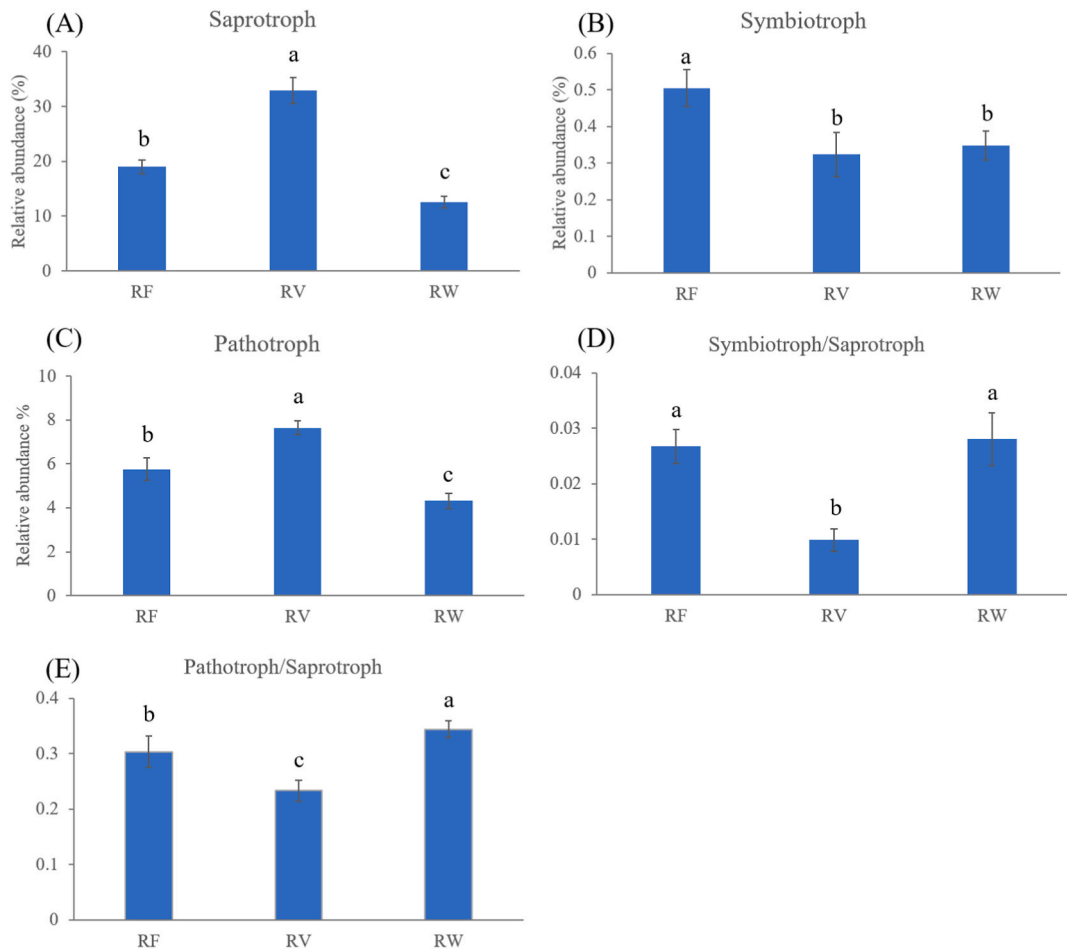 (A)
Saprotroph
Relative abundance (%)
40
30
20
10
0
b
a
c
RF
RV
RW
(B)
Symbiotroph
Relative abundance (%)
0.6
0.5
0.4
0.3
0.2
0.1
0
a
b
b
RF
RV
RW
(C)
Pathotroph
Relative abundance %
10
8
6
4
2
0
b
a
c
RF
RV
RW
(D)
Symbiotroph/Saprotroph
0.04
0.03
0.02
0.01
0
a
b
a
RF
RV
RW
(E)
Pathotroph/Saprotroph
0.4
0.3
0.2
0.1
0
b
c
a
RF
RV
RW